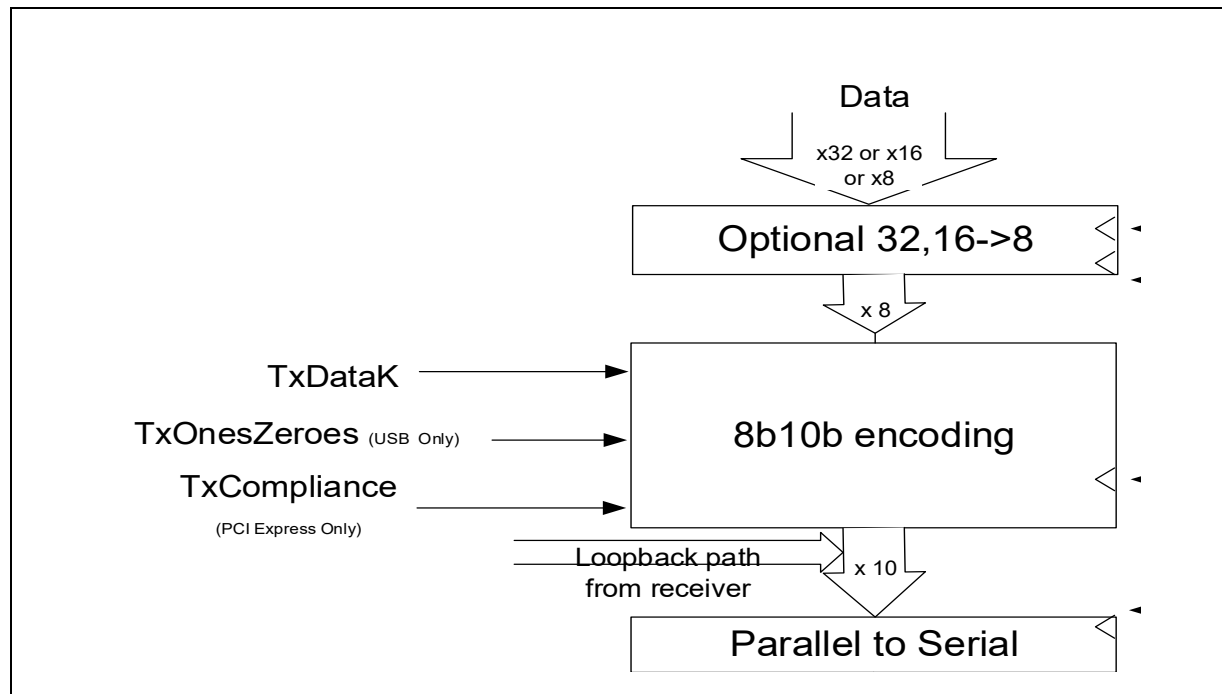 Data
x32 or x16
or x8
Optional 32,16->8
x 8
TxDataK
TxOnesZeroes (USB Only)
8b10b encoding
TxCompliance
(PCI Express Only)
Loopback path
from receiver
x 10
Parallel to Serial